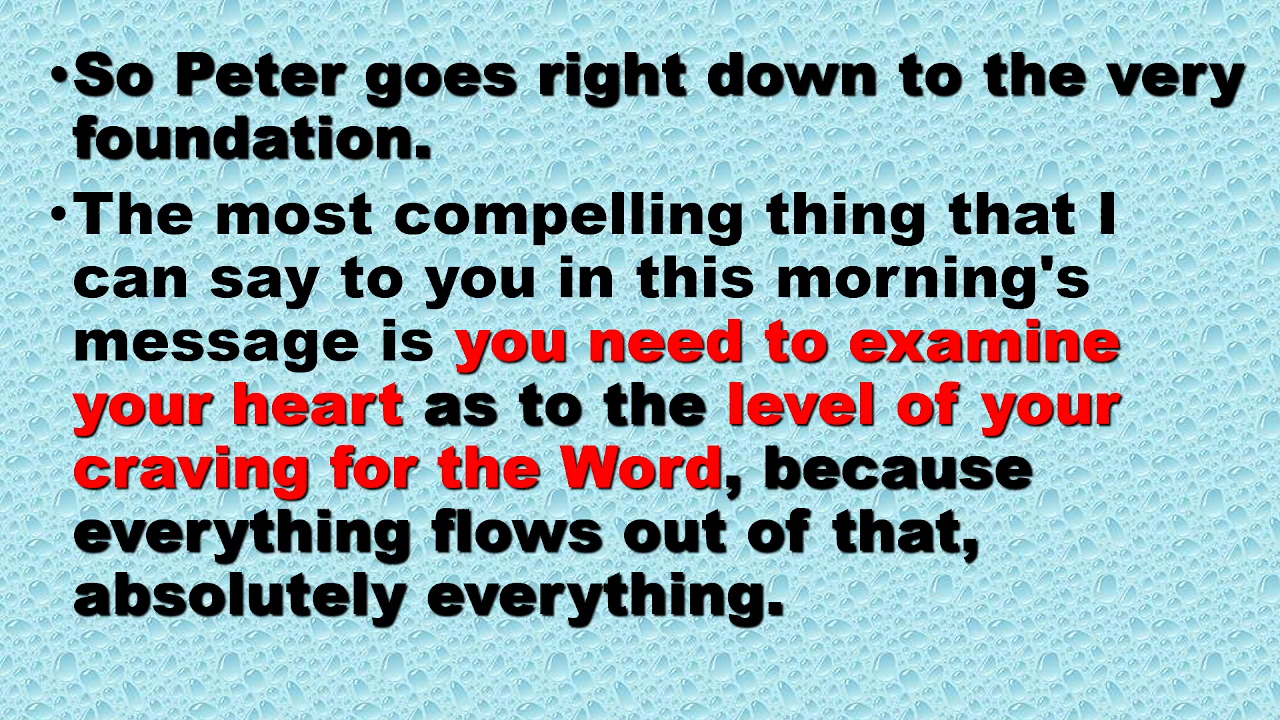 •So Peter goes right down to the very
foundation.
•The most compelling thing that I
can say to you in this morning's
message is you need to examine
your heart as to the level of your
craving for the Word, because
everything flows out of that,
absolutely everything.